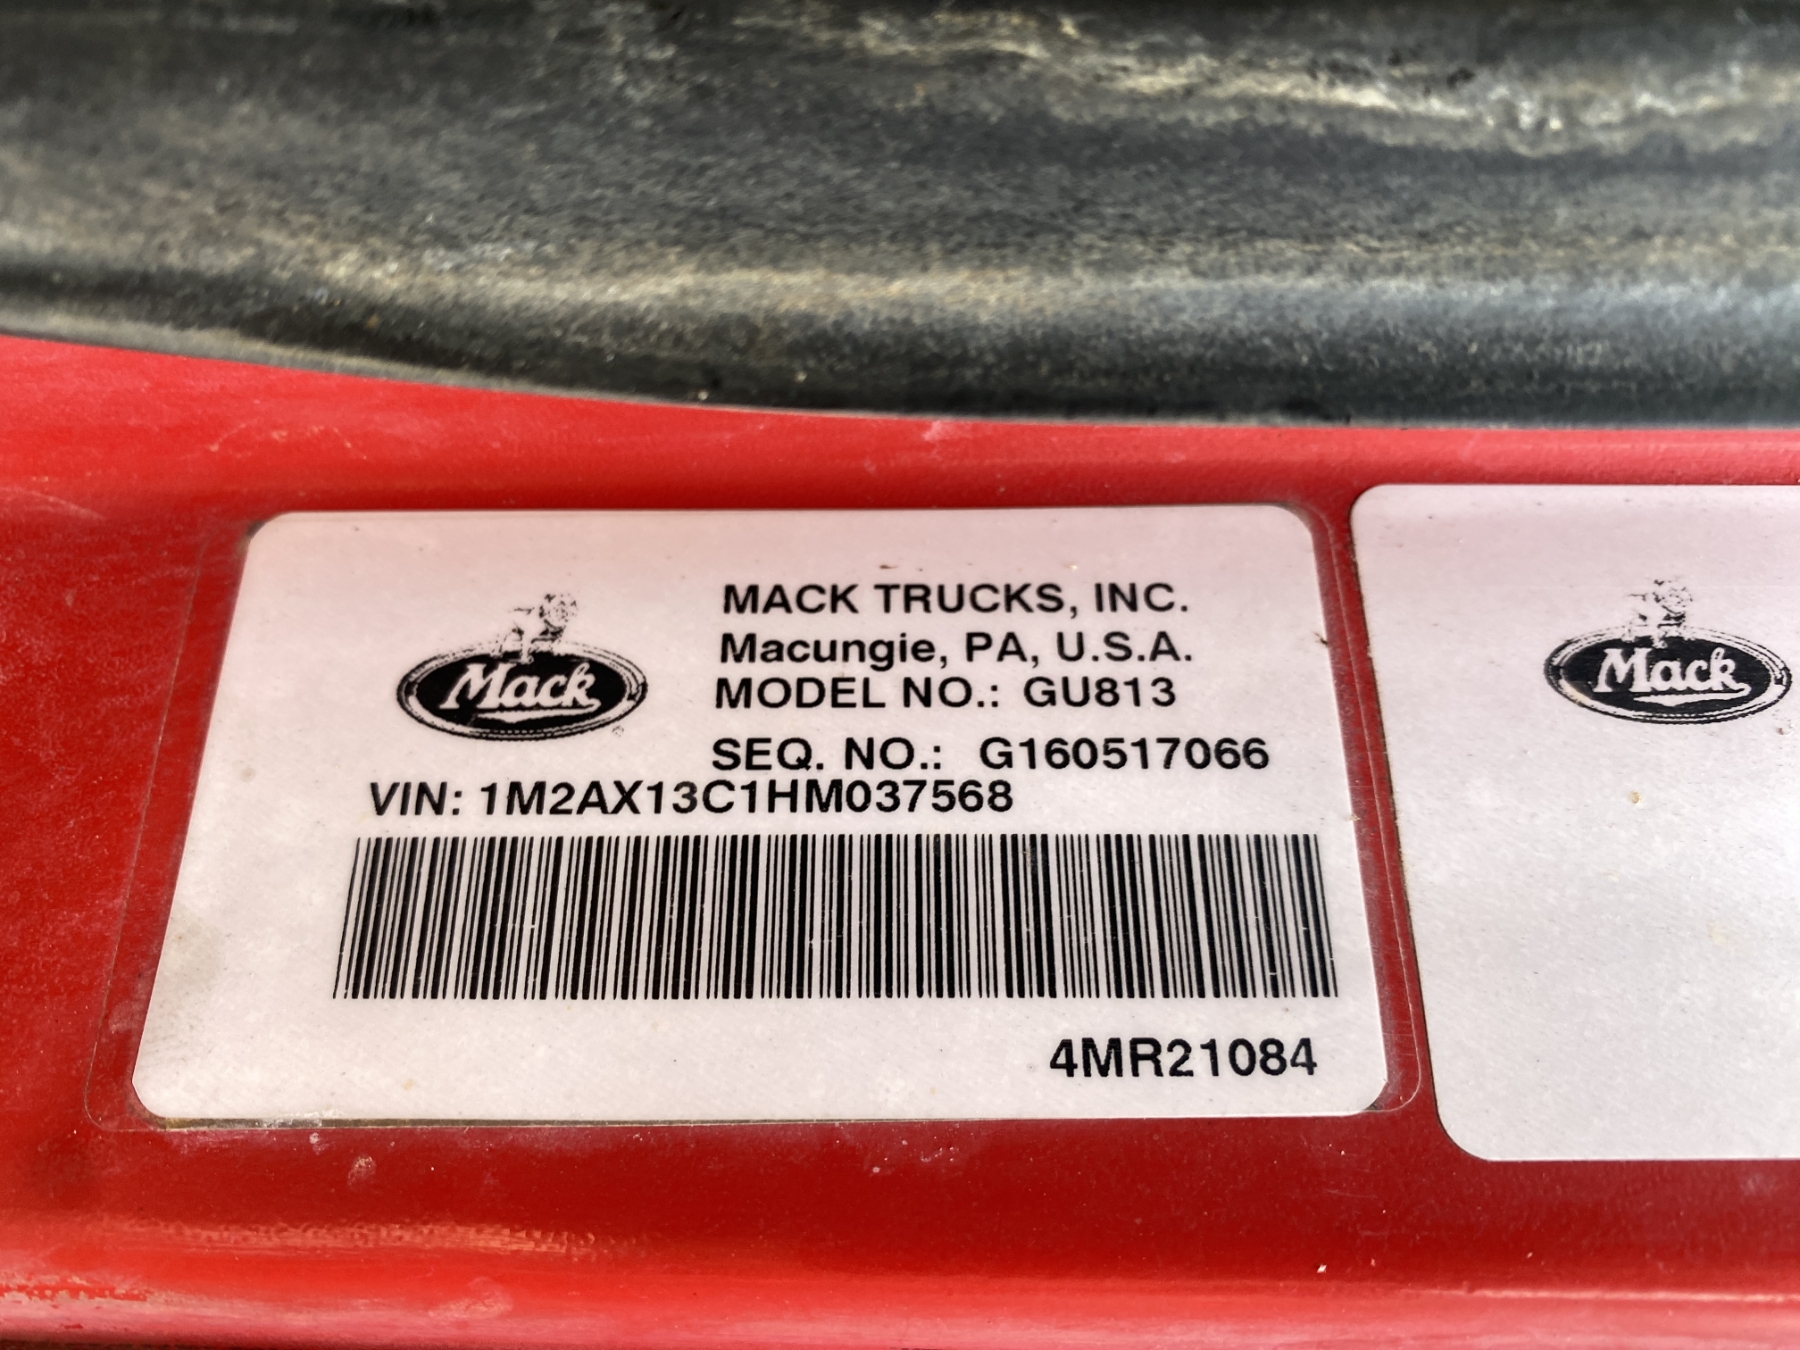 MACK TRUCKS, INC.
Macungie, PA, U.S.A.
MODEL NO.: GU813
SEQ. NO.: G160517066
VIN: 1M2AX13C1HM037568
4MR21084
Mack
Mack